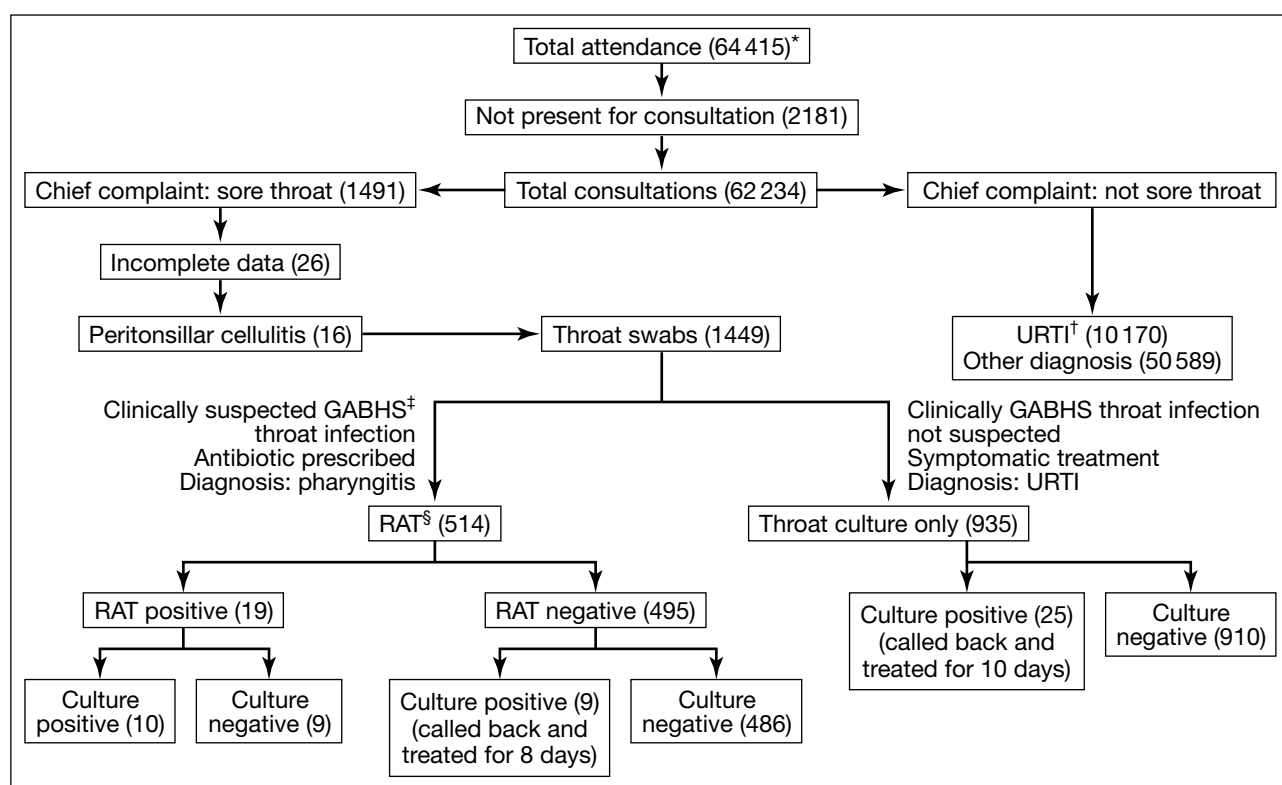 Total attendance (64 415)*
Not present for consultation (2181)
Chief complaint: sore throat (1491)
Total consultations (62 234)
Chief complaint: not sore throat
Incomplete data (26)
Peritonsillar cellulitis (16)
Throat swabs (1449)
URTI† (10 170)
Other diagnosis (50 589)
Clinically suspected GABHS‡
throat infection
Antibiotic prescribed
Diagnosis: pharyngitis
Clinically GABHS throat infection
not suspected
Symptomatic treatment
Diagnosis: URTI
RAT§ (514)
Throat culture only (935)
RAT positive (19)
RAT negative (495)
Culture positive (25)
(called back and
treated for 10 days)
Culture
negative (910)
Culture
positive (10)
Culture
negative (9)
Culture positive (9)
(called back and
treated for 8 days)
Culture
negative (486)